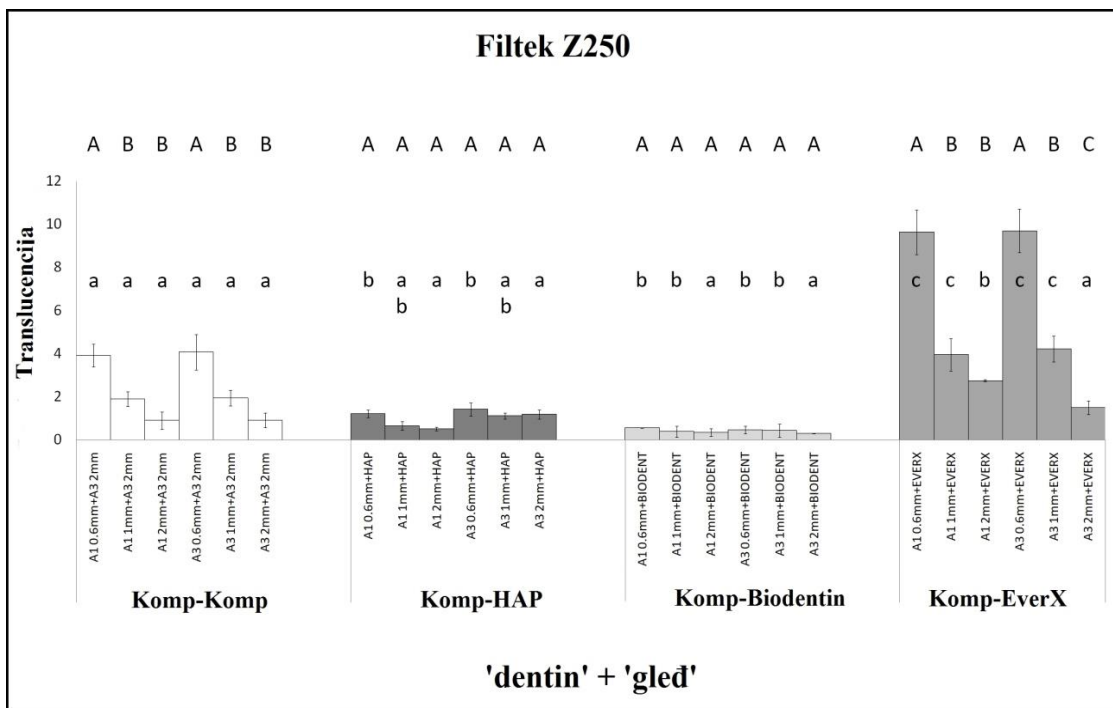 Filtek Z250
A B B A B B A A A A A A A A A A A A A B B A B C
12
10
8
6
4
2
0
Translucencija
a a a a a a b a a b a a b b a b b a c c b c c a
b b
A1 0.6mm+A3 2mm
A1 1mm+A3 2mm
A1 2mm+A3 2mm
A3 0.6mm+A3 2mm
A3 1mm+A3 2mm
A3 2mm+A3 2mm
A1 0.6mm+HAP
A1 1mm+HAP
A1 2mm+HAP
A3 0.6mm+HAP
A3 1mm+HAP
A3 2mm+HAP
A1 0.6mm+BIODENT
A1 1mm+BIODENT
A1 2mm+BIODENT
A3 0.6mm+BIODENT
A3 1mm+BIODENT
A3 2mm+BIODENT
A1 0.6mm+EVERX
A1 1mm+EVERX
A1 2mm+EVERX
A3 0.6mm+EVERX
A3 1mm+EVERX
A3 2mm+EVERX
Komp-Komp
Komp-HAP
Komp-Biodentin
Komp-EverX
'dentin' + 'gleđ'